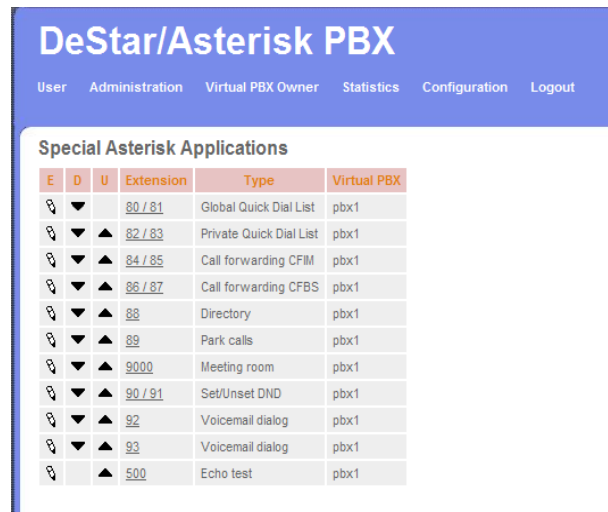 DeStar/Asterisk PBX
User Administration Virtual PBX Owner Statistics Configuration Logout
Special Asterisk Applications
E D U Extension Type Virtual PBX
80 / 81 Global Quick Dial List pbx1
82 / 83 Private Quick Dial List pbx1
84 / 85 Call forwarding CFIM pbx1
86 / 87 Call forwarding CFBS pbx1
88 Directory pbx1
89 Park calls pbx1
9000 Meeting room pbx1
90 / 91 Set/Unset DND pbx1
92 Voicemail dialog pbx1
93 Voicemail dialog pbx1
500 Echo test pbx1